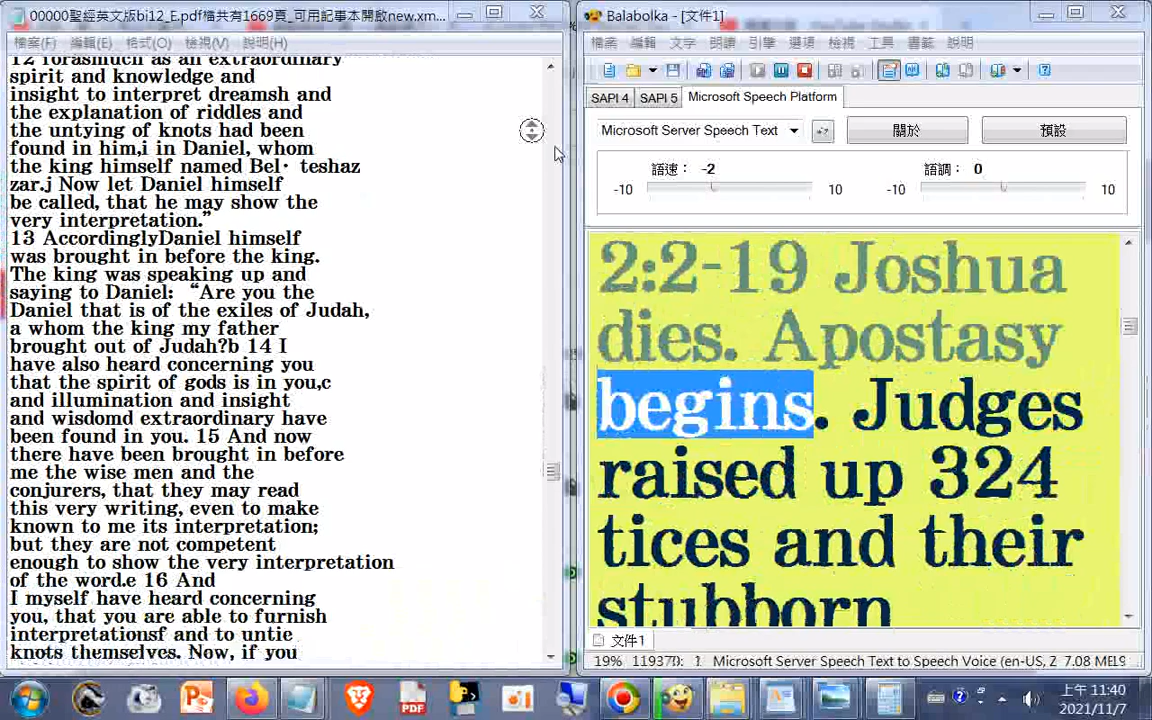 00000聖經英文版bi12_E.pdf檔共有1669頁_可用記事本開啟new.xm...
檔案(F) 編輯(E) 格式(O) 檢視(V) 說明(H)
12 forasmuch as an extraordinary
spirit and knowledge and
insight to interpret dreamsh and
the explanation of riddles and
the untying of knots had been
found in him,i in Daniel, whom
the king himself named Bel· teshaz
zar.j Now let Daniel himself
be called, that he may show the
very interpretation.”
13 AccordinglyDaniel himself
was brought in before the king.
The king was speaking up and
saying to Daniel: “Are you the
Daniel that is of the exiles of Judah,
a whom the king my father
brought out of Judah?b 14 I
have also heard concerning you
that the spirit of gods is in you,c
and illumination and insight
and wisdomd extraordinary have
been found in you. 15 And now
there have been brought in before
me the wise men and the
conjurers, that they may read
this very writing, even to make
known to me its interpretation;
but they are not competent
enough to show the very interpretation
of the word.e 16 And
I myself have heard concerning
you, that you are able to furnish
interpretationsf and to untie
knots themselves. Now, if you
Balabolka - [文件1]
檔案 編輯 文字 朗讀 引擎 選項 檢視 工具 書籤 說明
SAPI 4 SAPI 5 Microsoft Speech Platform
Microsoft Server Speech Text
關於 預設
語速： -2 語調： 0
-10 10 -10 10
2:2-19 Joshua
dies. Apostasy
begins. Judges
raised up 324
tices and their
stubborn
文件1
19% Microsoft Server Speech Text to Speech Voice (en-US, Z 7.08 МБ
上午 11:40
2021/11/7